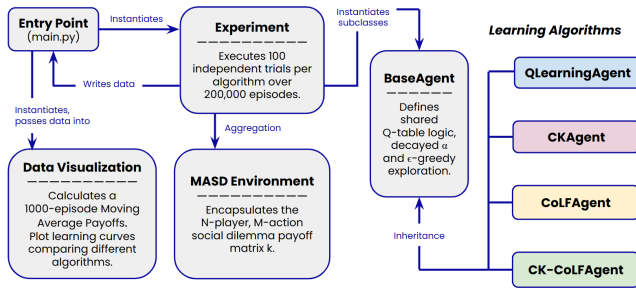 Entry Point
(main.py)
Instantiates
Experiment
Executes 100
independent trials per
algorithm over
200,000 episodes.
Writes data
Instantiates
subclasses
BaseAgent
Defines
shared
Q-table logic,
decayed α
and ϵ-greedy
exploration.
Learning Algorithms
QLearningAgent
CKAgent
CoLFAgent
CK-CoLFAgent
Inheritance
Instantiates,
passes data into
Aggregation
Data Visualization
Calculates a
1000-episode Moving
Average Payoffs.
Plot learning curves
comparing different
algorithms.
MASD Environment
Encapsulates the
N-player, M-action
social dilemma payoff
matrix k.